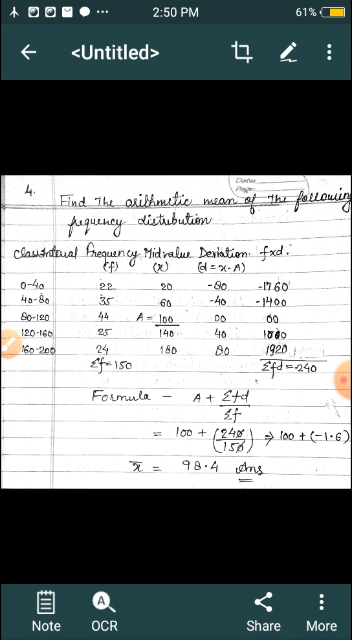 2:50 PM
61%
<Untitled>
Date:
Page:
4. Find The arithmetic mean of The following
frequency distribution
Class Interval Frequency (f) Mid value (x) Deviation (d = x - A) fxd.
0-40 22 20 -80 -1760
40-80 35 60 -40 -1400
80-120 44 A = 100 00 00
120-160 25 140 40 1000
160-200 24 180 80 1920
Σf = 150 Σfd = -240
Formula - A + Σfd/Σf
= 100 + (240/150) ⇒ 100 + (-1.6)
x̄ = 98.4 Ans
Note OCR Share More